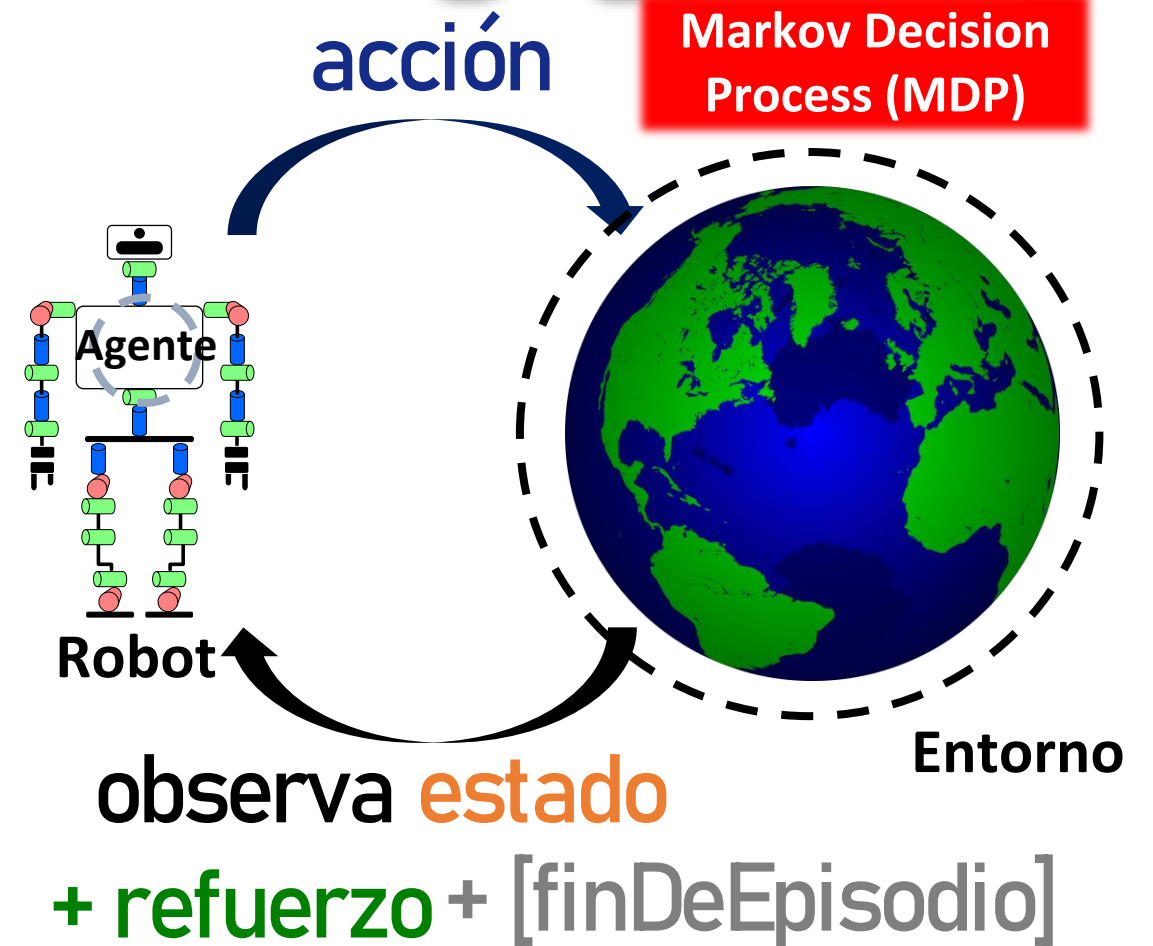 acción
Markov Decision
Process (MDP)
Agente
Robot
Entorno
observa estado
+ refuerzo + [finDeEpisodio]